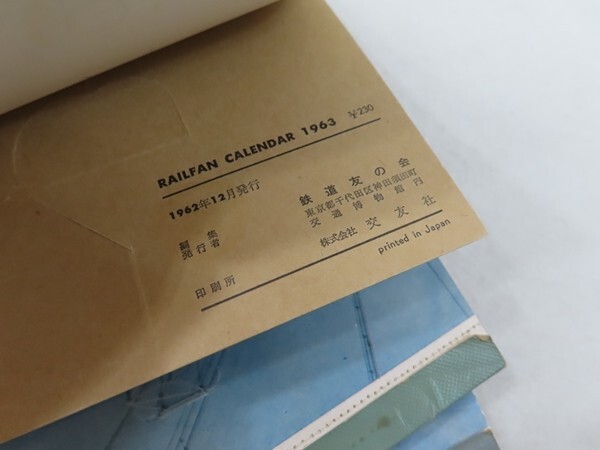 RAILFAN CALENDAR 1963 ¥230
1962年12月発行
編集
発行者
鉄道友の会
東京都千代田区神田須田町
交通博物館内
印刷所 株式会社 交友社
printed in Japan